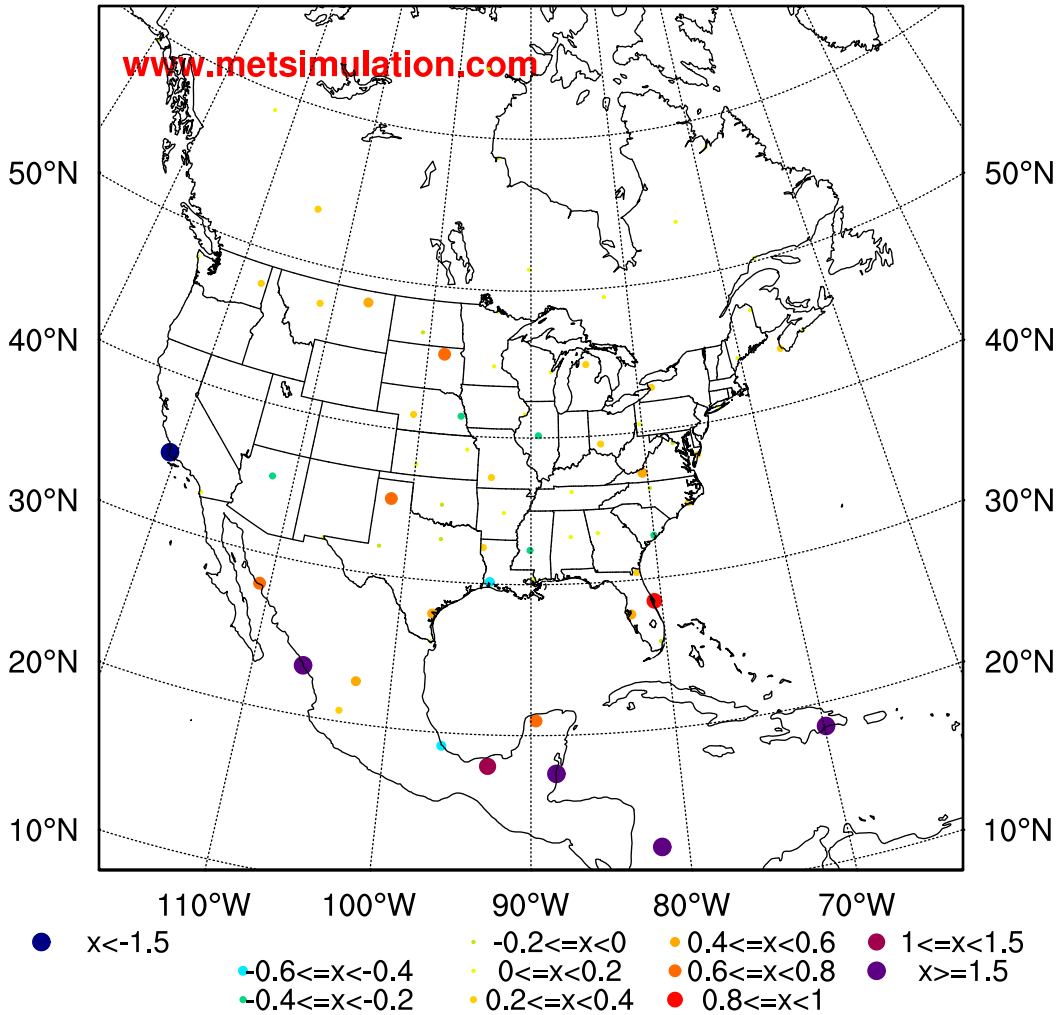 www.metsimulation.com
50°N 50°N
40°N 40°N
30°N 30°N
20°N 20°N
10°N 10°N
110°W 100°W 90°W 80°W 70°W
x<-1.5 -0.2<=x<0 0.4<=x<0.6 1<=x<1.5
-0.6<=x<-0.4 0<=x<0.2 0.6<=x<0.8 x>=1.5
-0.4<=x<-0.2 0.2<=x<0.4 0.8<=x<1